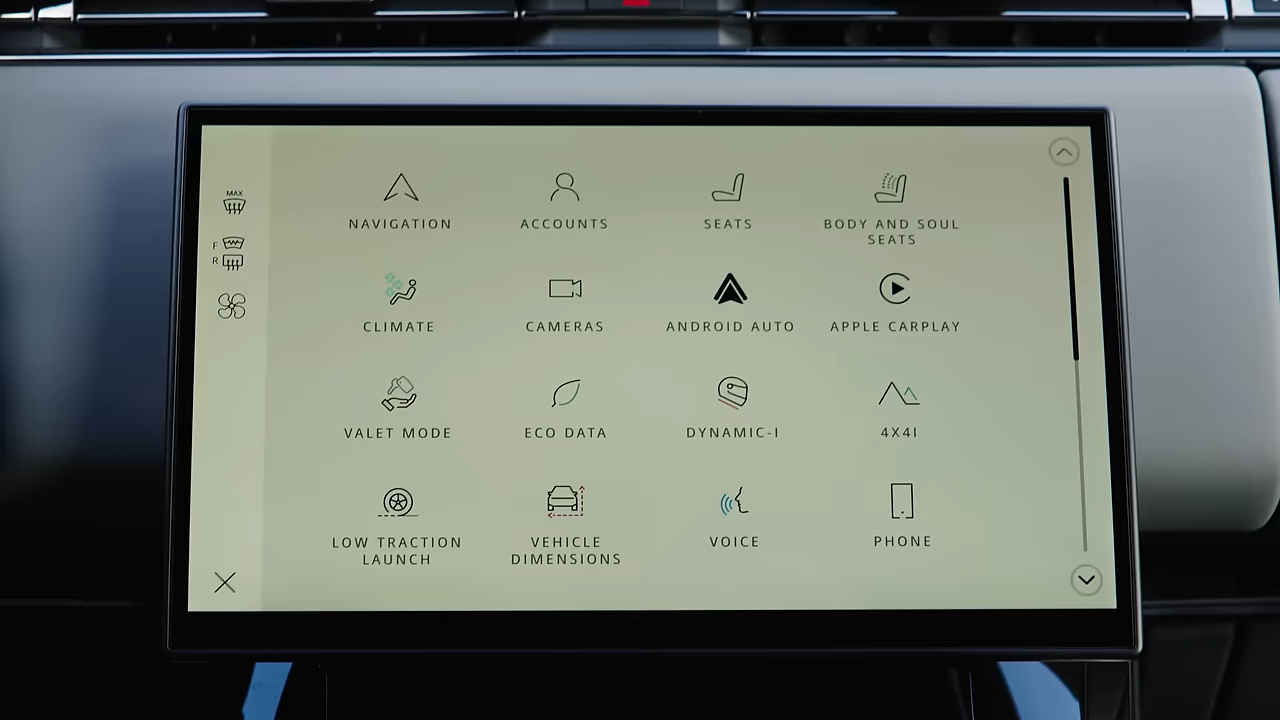 MAX
F
R
NAVIGATION
ACCOUNTS
SEATS
BODY AND SOUL
SEATS
CLIMATE
CAMERAS
ANDROID AUTO
APPLE CARPLAY
VALET MODE
ECO DATA
DYNAMIC-I
4X4I
LOW TRACTION
LAUNCH
VEHICLE
DIMENSIONS
VOICE
PHONE